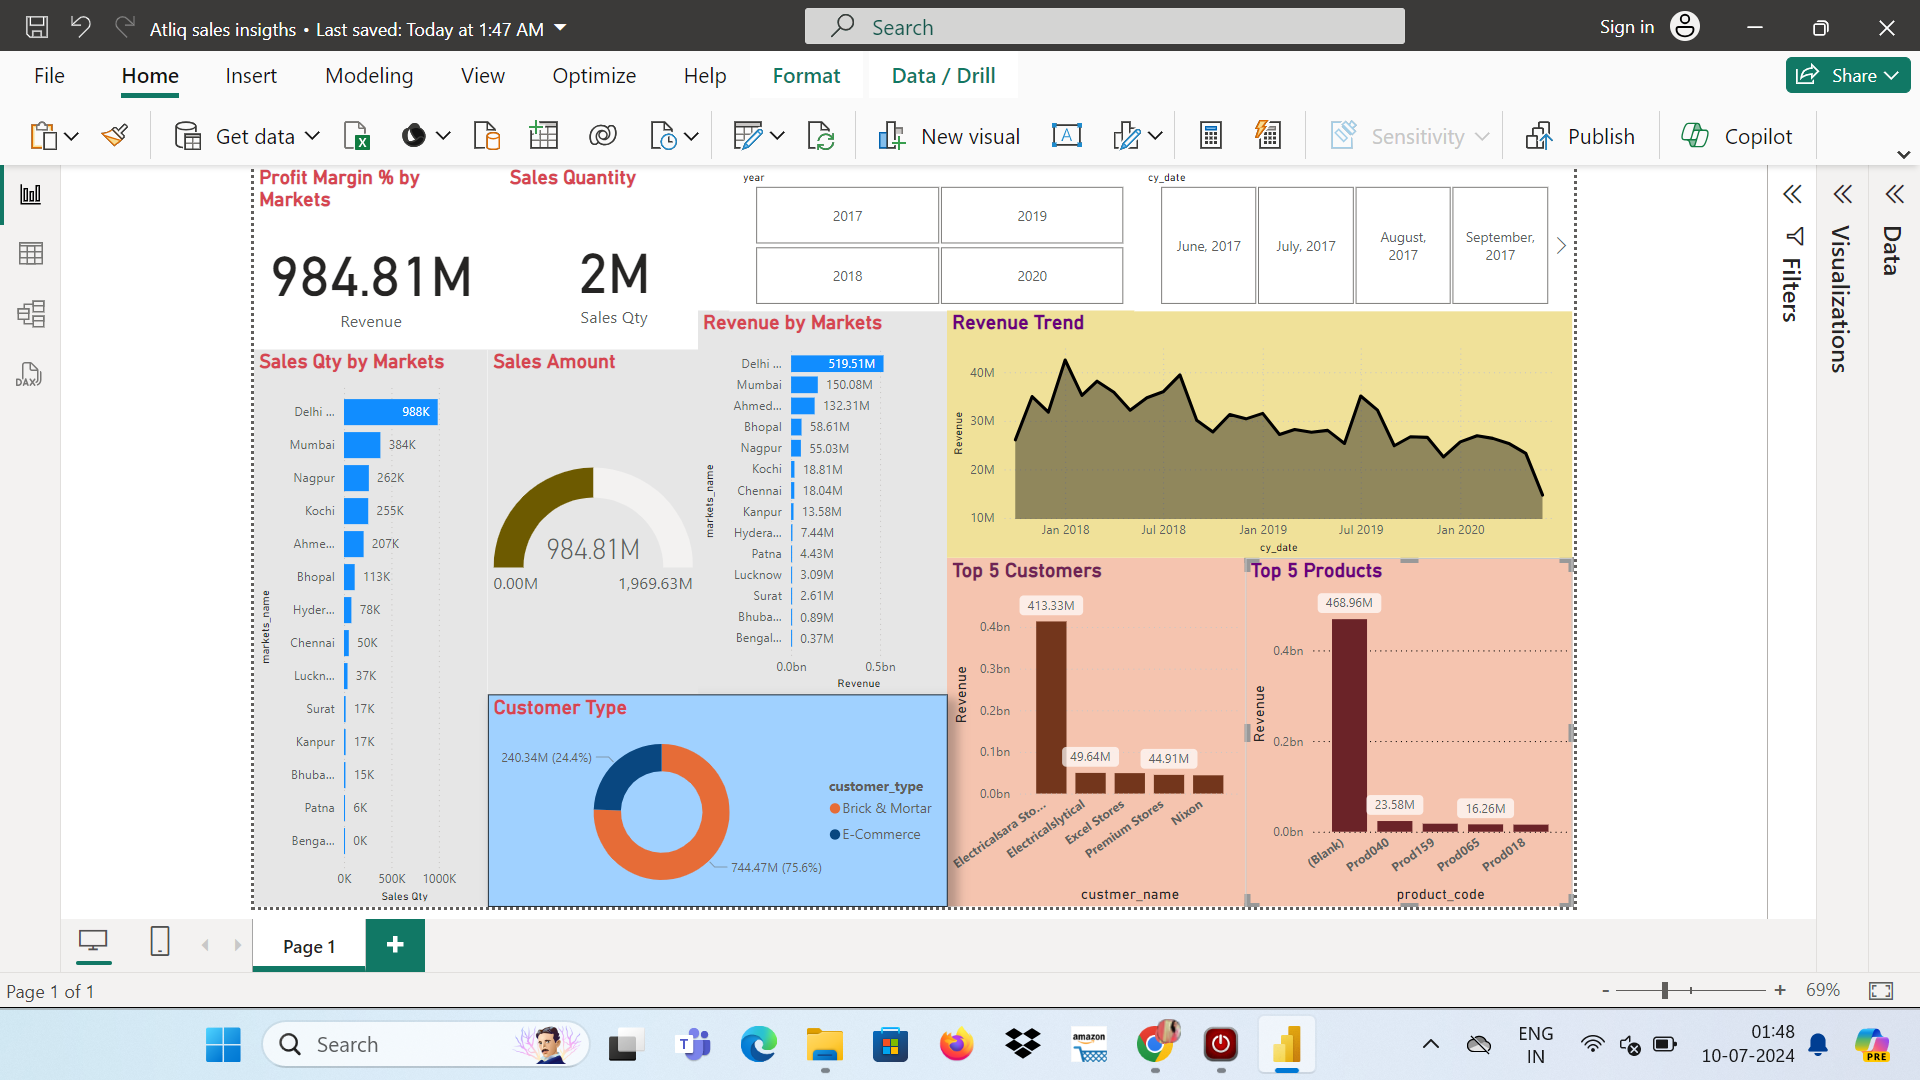 Atliq sales insigths • Last saved: Today at 1:47 AM
Search
Sign in
File
Home
Insert
Modeling
View
Optimize
Help
Format
Data / Drill
Share
Get data
New visual
Sensitivity
Publish
Copilot
DAX
Profit Margin % by
Markets
984.81M
Revenue
Sales Quantity
2M
Sales Qty
year
2017
2019
2018
2020
cy_date
June, 2017
July, 2017
August,
2017
September,
2017
Filters
Visualizations
Data
Sales Qty by Markets
markets_name
Delhi ... 988K
Mumbai 384K
Nagpur 262K
Kochi 255K
Ahme... 207K
Bhopal 113K
Hyder... 78K
Chennai 50K
Luckn... 37K
Surat 17K
Kanpur 17K
Bhuba... 15K
Patna 6K
Benga... 0K
0K 500K 1000K
Sales Qty
Sales Amount
984.81M
0.00M 1,969.63M
Revenue by Markets
markets_name
Delhi ... 519.51M
Mumbai 150.08M
Ahmed... 132.31M
Bhopal 58.61M
Nagpur 55.03M
Kochi 18.81M
Chennai 18.04M
Kanpur 13.58M
Hydera... 7.44M
Patna 4.43M
Lucknow 3.09M
Surat 2.61M
Bhuba... 0.89M
Bengal... 0.37M
0.0bn 0.5bn
Revenue
Revenue Trend
Revenue
40M
30M
20M
10M
Jan 2018 Jul 2018 Jan 2019 Jul 2019 Jan 2020
cy_date
Customer Type
240.34M (24.4%)
744.47M (75.6%)
customer_type
Brick & Mortar
E-Commerce
Top 5 Customers
Revenue
413.33M
0.4bn
0.3bn
0.2bn
0.1bn
0.0bn
49.64M
44.91M
Electricalsara Sto...
Electricalslytical
Excel Stores
Premium Stores
Nixon
custmer_name
Top 5 Products
Revenue
468.96M
0.4bn
0.2bn
0.0bn
23.58M
16.26M
(Blank)
Prod040
Prod159
Prod065
Prod018
product_code
Page 1
+
Page 1 of 1
- + 69%
Search
T
amazon
ENG
IN
01:48
10-07-2024
PRE